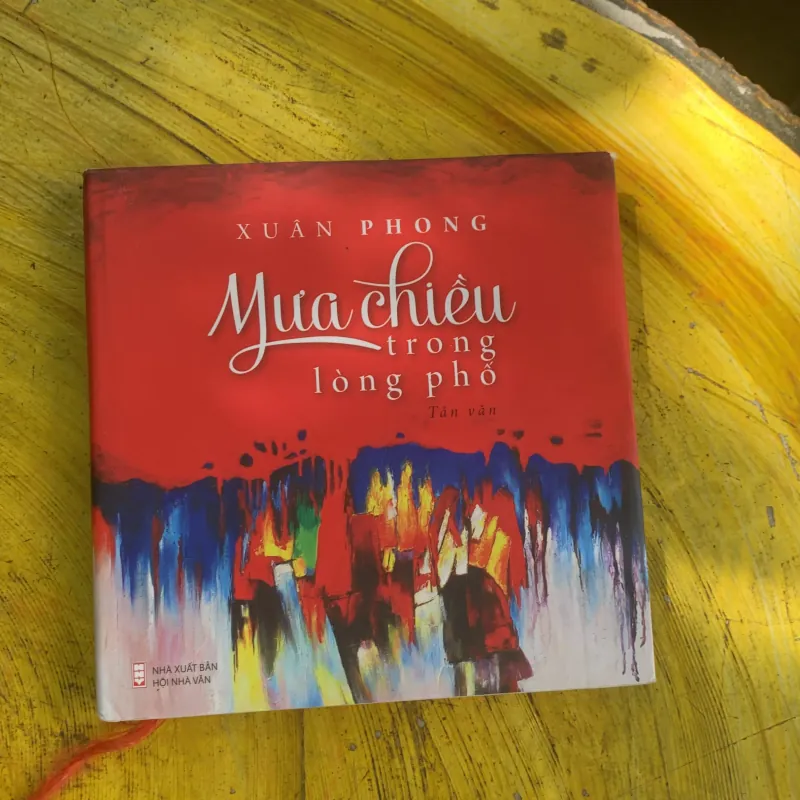 XUÂN PHONG
Mưa chiều
trong
lòng phố
Tản văn
NHÀ XUẤT BẢN
HỘI NHÀ VĂN